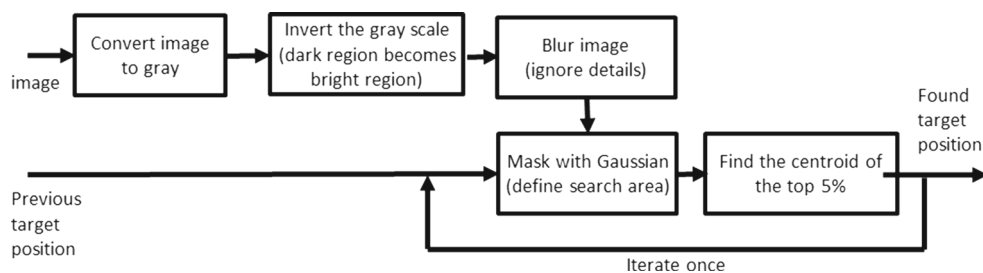 image
Convert image
to gray
Invert the gray scale
(dark region becomes
bright region)
Blur image
(ignore details)
Previous
target
position
Mask with Gaussian
(define search area)
Find the centroid of
the top 5%
Found
target
position
Iterate once